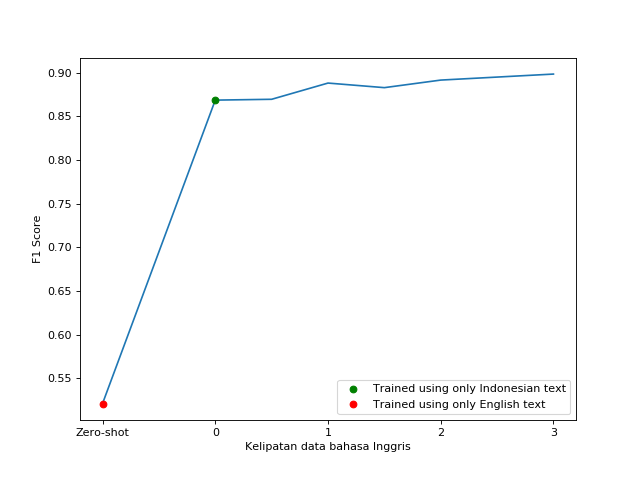 0.90
0.85
0.80
0.75
0.70
0.65
0.60
0.55
F1 Score
Trained using only Indonesian text
Trained using only English text
Zero-shot 0 1 2 3
Kelipatan data bahasa Inggris